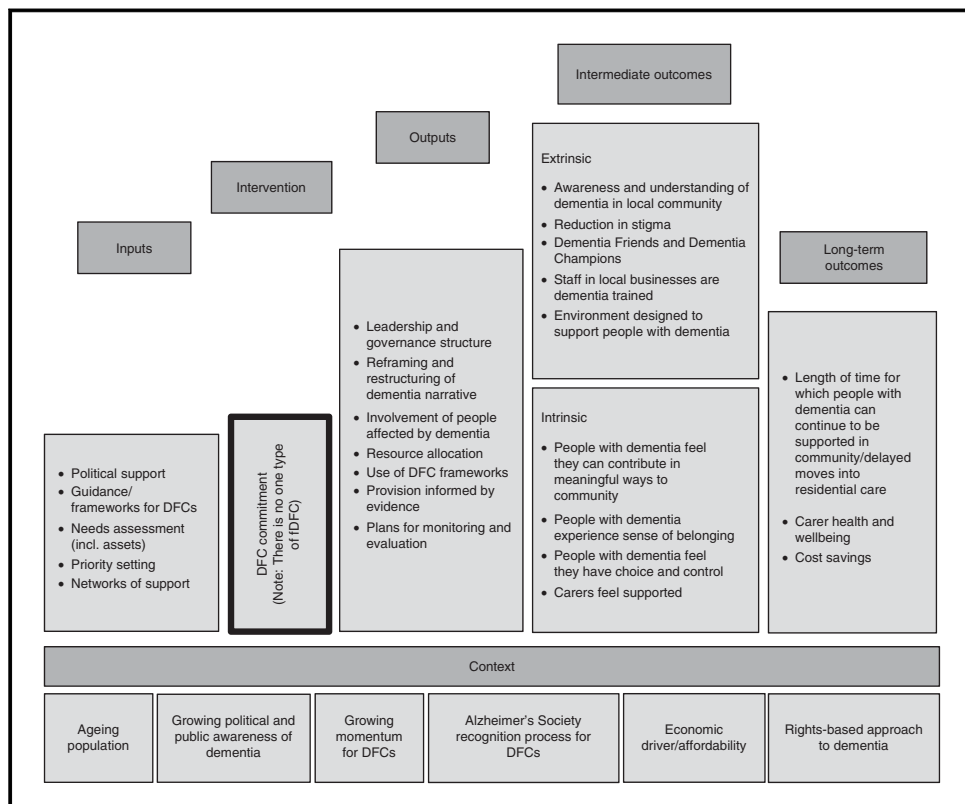 Inputs
• Political support
• Guidance/
frameworks for DFCs
• Needs assessment
(incl. assets)
• Priority setting
• Networks of support
Intervention
DFC commitment
(Note: There is no one type
of fDFC)
Outputs
• Leadership and
governance structure
• Reframing and
restructuring of
dementia narrative
• Involvement of people
affected by dementia
• Resource allocation
• Use of DFC frameworks
• Provision informed by
evidence
• Plans for monitoring and
evaluation
Intermediate outcomes
Extrinsic
• Awareness and understanding of
dementia in local community
• Reduction in stigma
• Dementia Friends and Dementia
Champions
• Staff in local businesses are
dementia trained
• Environment designed to
support people with dementia
Intrinsic
• People with dementia feel
they can contribute in
meaningful ways to
community
• People with dementia
experience sense of belonging
• People with dementia feel
they have choice and control
• Carers feel supported
Long-term
outcomes
• Length of time for
which people with
dementia can
continue to be
supported in
community/delayed
moves into
residential care
• Carer health and
wellbeing
• Cost savings
Context
Ageing
population
Growing political and
public awareness of
dementia
Growing
momentum
for DFCs
Alzheimer's Society
recognition process for
DFCs
Economic
driver/affordability
Rights-based approach
to dementia